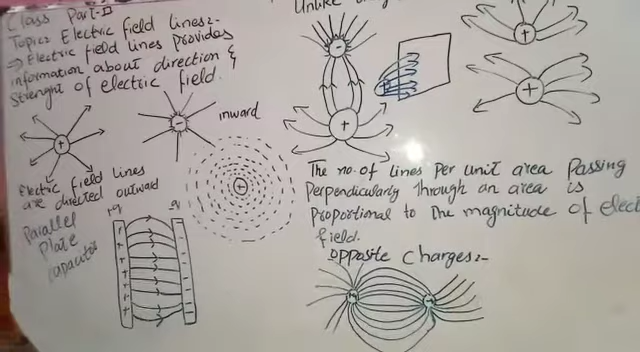 Class Part-II
Topic:- Electric field lines:-
⇒ Electric field lines provides
information about direction &
Strenght of electric field.
inward
Electric field lines
are directed outward
Parallel
Plate
capacitor
Unlike
The no. of lines Per unit area Passing
Perpendicularly through an area is
Proportional to The magnitude of elect
field.
opposite Charges:-